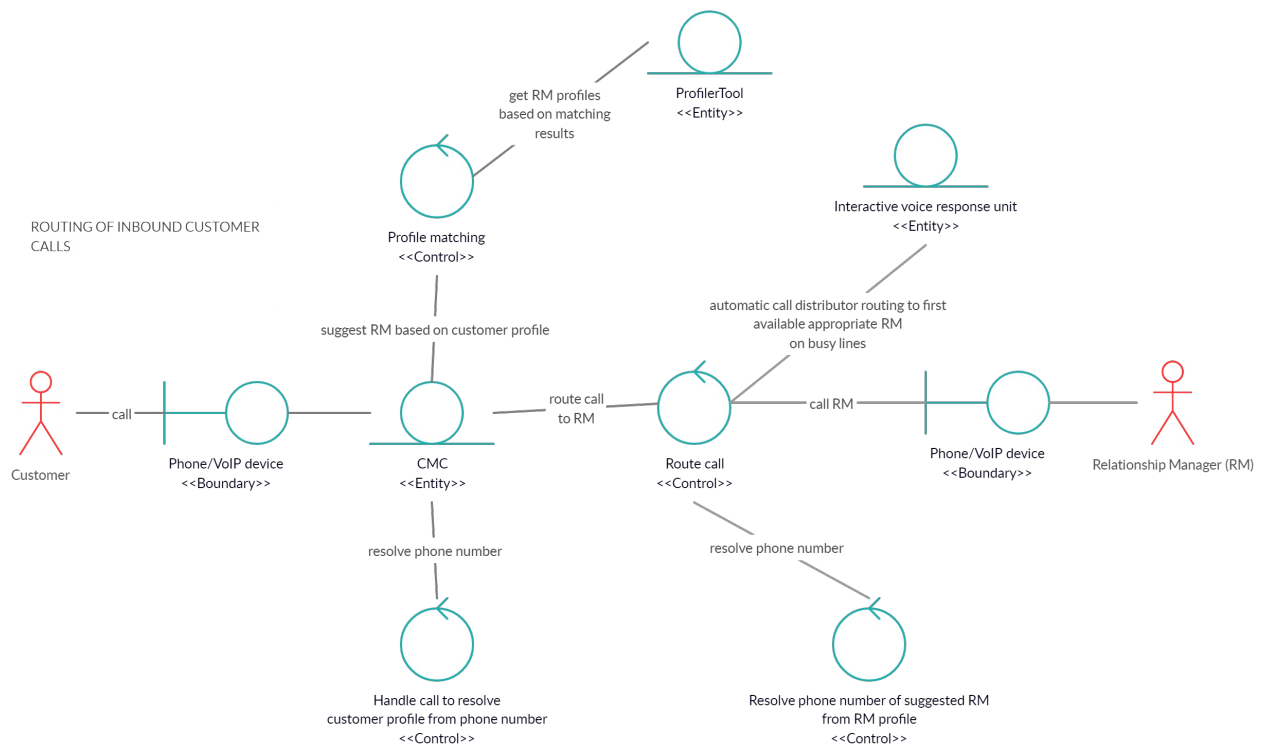 ProfilerTool
<<Entity>>
get RM profiles
based on matching
results
Interactive voice response unit
<<Entity>>
ROUTING OF INBOUND CUSTOMER
CALLS
Profile matching
<<Control>>
automatic call distributor routing to first
available appropriate RM
on busy lines
suggest RM based on customer profile
call
route call
to RM
call RM
Customer
Phone/VoIP device
<<Boundary>>
CMC
<<Entity>>
Route call
<<Control>>
Phone/VoIP device
<<Boundary>>
Relationship Manager (RM)
resolve phone number
resolve phone number
Handle call to resolve
customer profile from phone number
<<Control>>
Resolve phone number of suggested RM
from RM profile
<<Control>>